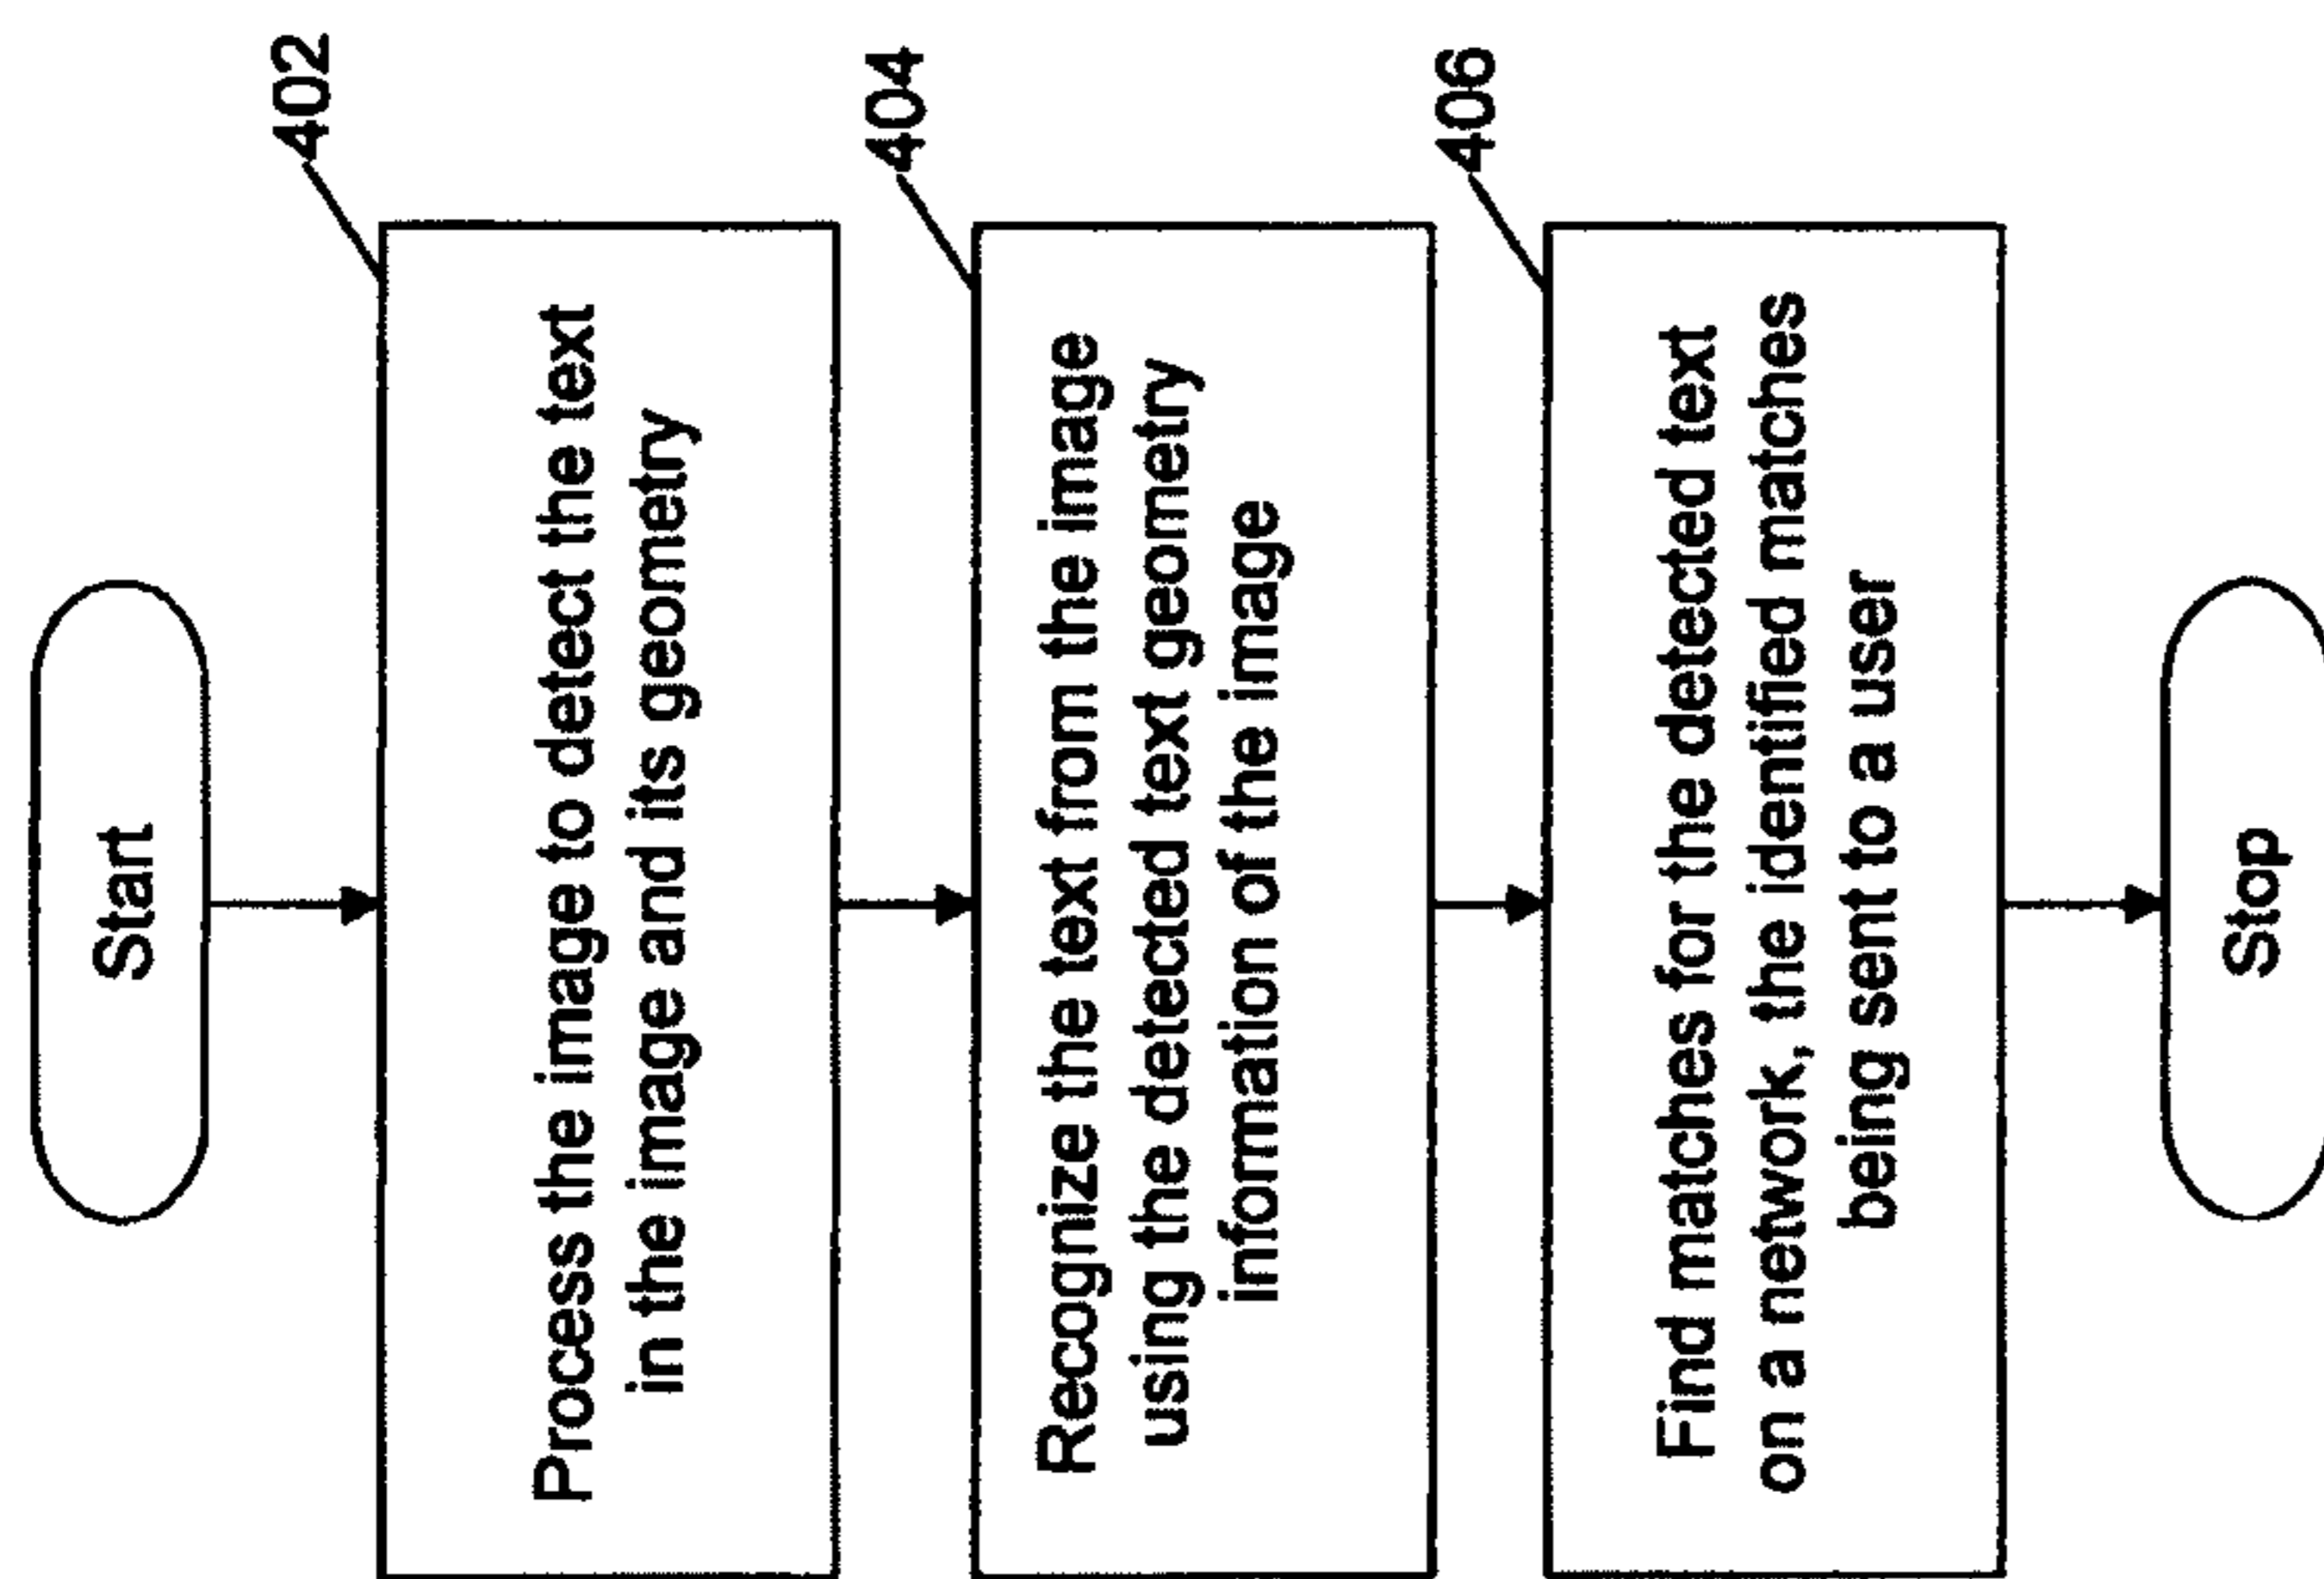 Start
402
Process the image to detect the text
in the image and its geometry
404
Recognize the text from the image
using the detected text geometry
information of the image
406
Find matches for the detected text
on a network, the identified matches
being sent to a user
Stop